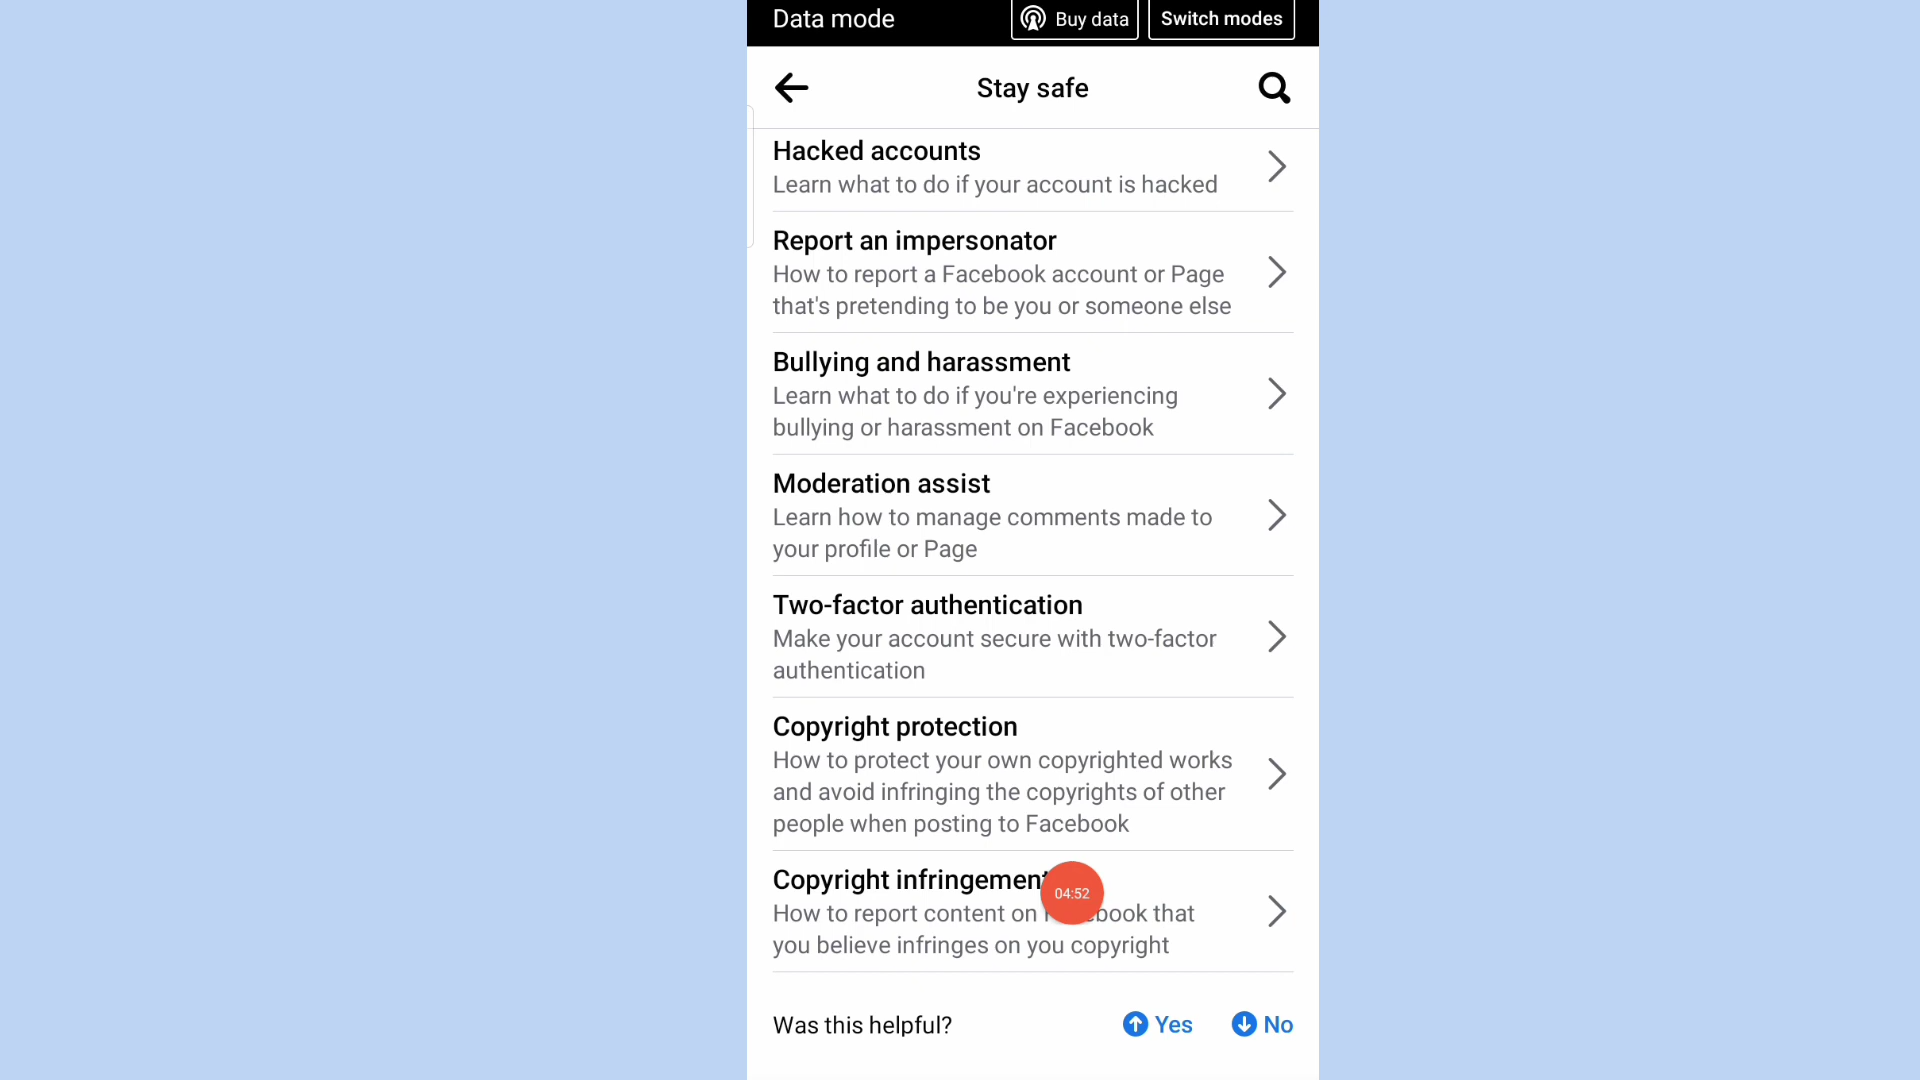 Data mode
Buy data
Switch modes
Stay safe
Hacked accounts
Learn what to do if your account is hacked
Report an impersonator
How to report a Facebook account or Page
that's pretending to be you or someone else
Bullying and harassment
Learn what to do if you're experiencing
bullying or harassment on Facebook
Moderation assist
Learn how to manage comments made to
your profile or Page
Two-factor authentication
Make your account secure with two-factor
authentication
Copyright protection
How to protect your own copyrighted works
and avoid infringing the copyrights of other
people when posting to Facebook
Copyright infringement
04:52
How to report content on Facebook that
you believe infringes on you copyright
Was this helpful?
Yes
No